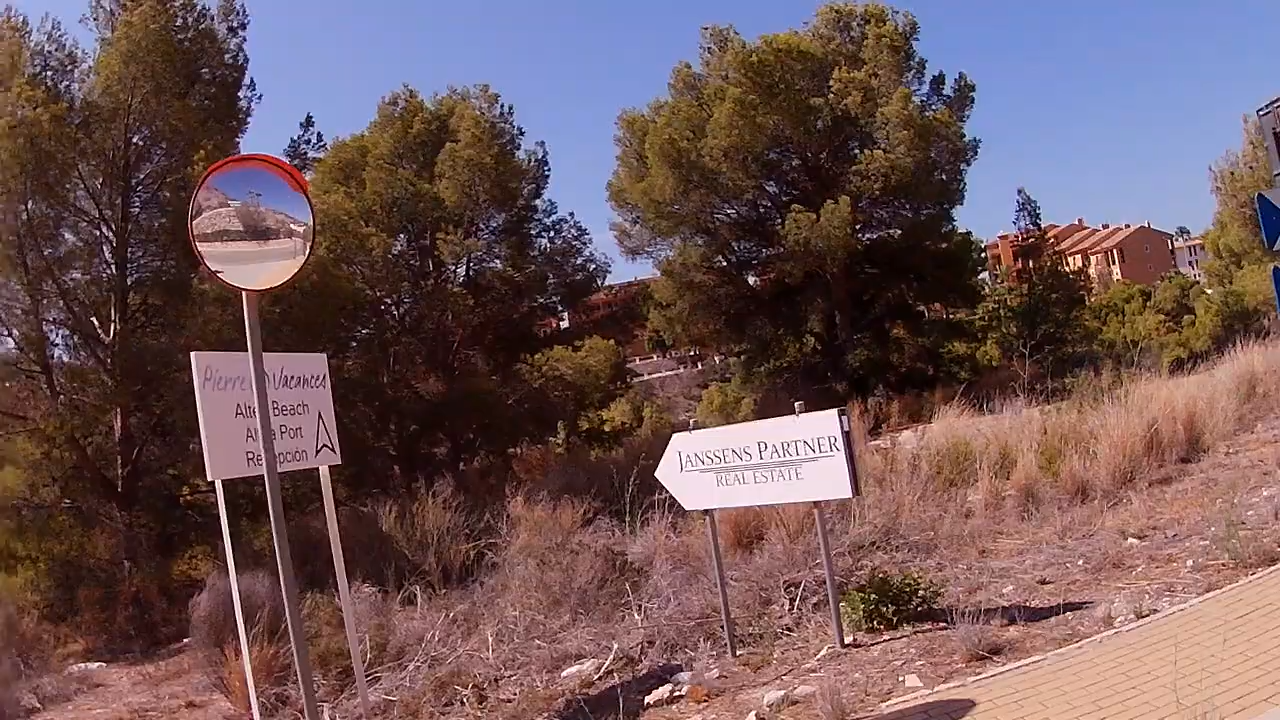 Pierre Vacances
Beach
Port
Recepción
JANSSENS PARTNER
REAL ESTATE